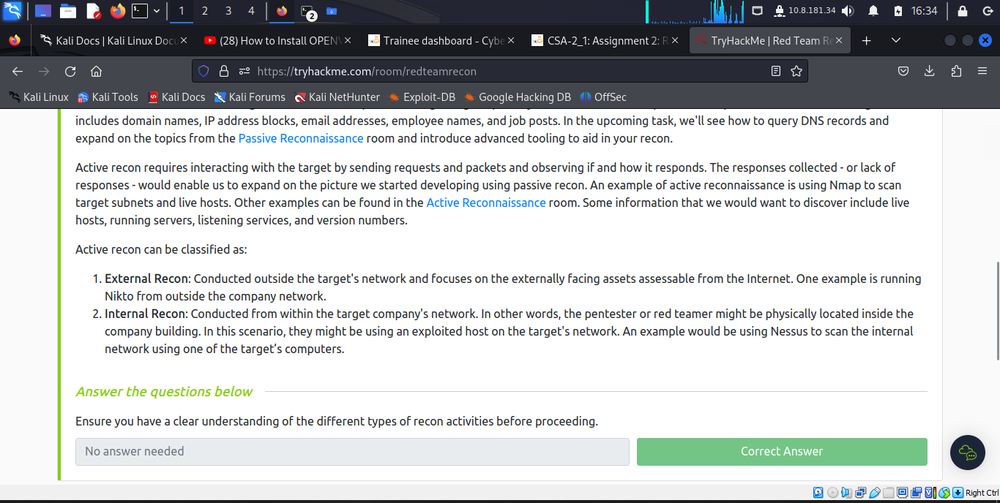 1 2 3 4 2 10.8.181.34 16:34
Kali Docs | Kali Linux Docu × (28) How to Install OPENV × Trainee dashboard - Cybe × CSA-2_1: Assignment 2: R × TryHackMe | Red Team Re × +
https://tryhackme.com/room/redteamrecon
Kali Linux Kali Tools Kali Docs Kali Forums Kali NetHunter Exploit-DB Google Hacking DB OffSec
includes domain names, IP address blocks, email addresses, employee names, and job posts. In the upcoming task, we'll see how to query DNS records and
expand on the topics from the Passive Reconnaissance room and introduce advanced tooling to aid in your recon.
Active recon requires interacting with the target by sending requests and packets and observing if and how it responds. The responses collected - or lack of
responses - would enable us to expand on the picture we started developing using passive recon. An example of active reconnaissance is using Nmap to scan
target subnets and live hosts. Other examples can be found in the Active Reconnaissance room. Some information that we would want to discover include live
hosts, running servers, listening services, and version numbers.
Active recon can be classified as:
1. External Recon: Conducted outside the target's network and focuses on the externally facing assets assessable from the Internet. One example is running
Nikto from outside the company network.
2. Internal Recon: Conducted from within the target company's network. In other words, the pentester or red teamer might be physically located inside the
company building. In this scenario, they might be using an exploited host on the target's network. An example would be using Nessus to scan the internal
network using one of the target’s computers.
Answer the questions below
Ensure you have a clear understanding of the different types of recon activities before proceeding.
No answer needed Correct Answer
Right Ctrl